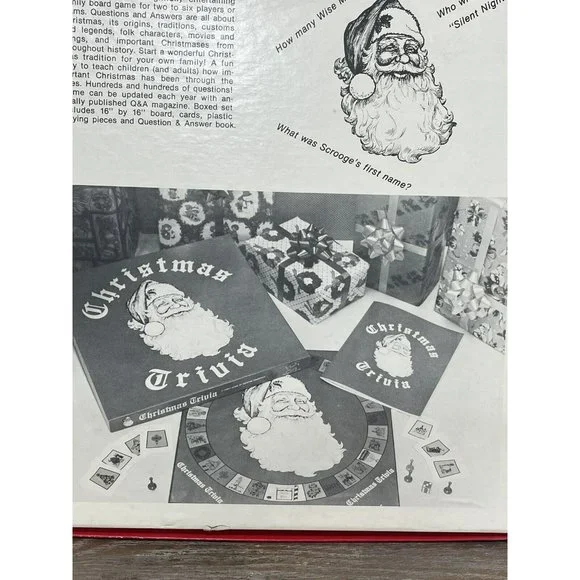 ily board game for two to six players or
ms. Questions and Answers are all about
istmas, its origins, traditions, customs
legends, folk characters, movies and
ngs, and important Christmases from
oughout history. Start a wonderful Christ-
as tradition for your own family! A fun
y to teach children (and adults) how im-
rtant Christmas has been through the
es. Hundreds and hundreds of questions!
me can be updated each year with an-
ally published Q&A magazine. Boxed set
ludes 16" by 16" board, cards, plastic
ying pieces and Question & Answer book.
How many Wise M
Who wr
"Silent Nigh
What was Scrooge's first name?
Christmas
Trivia
Christmas Trivia
Christmas
Trivia
Christmas Trivia
Christmas Trivia